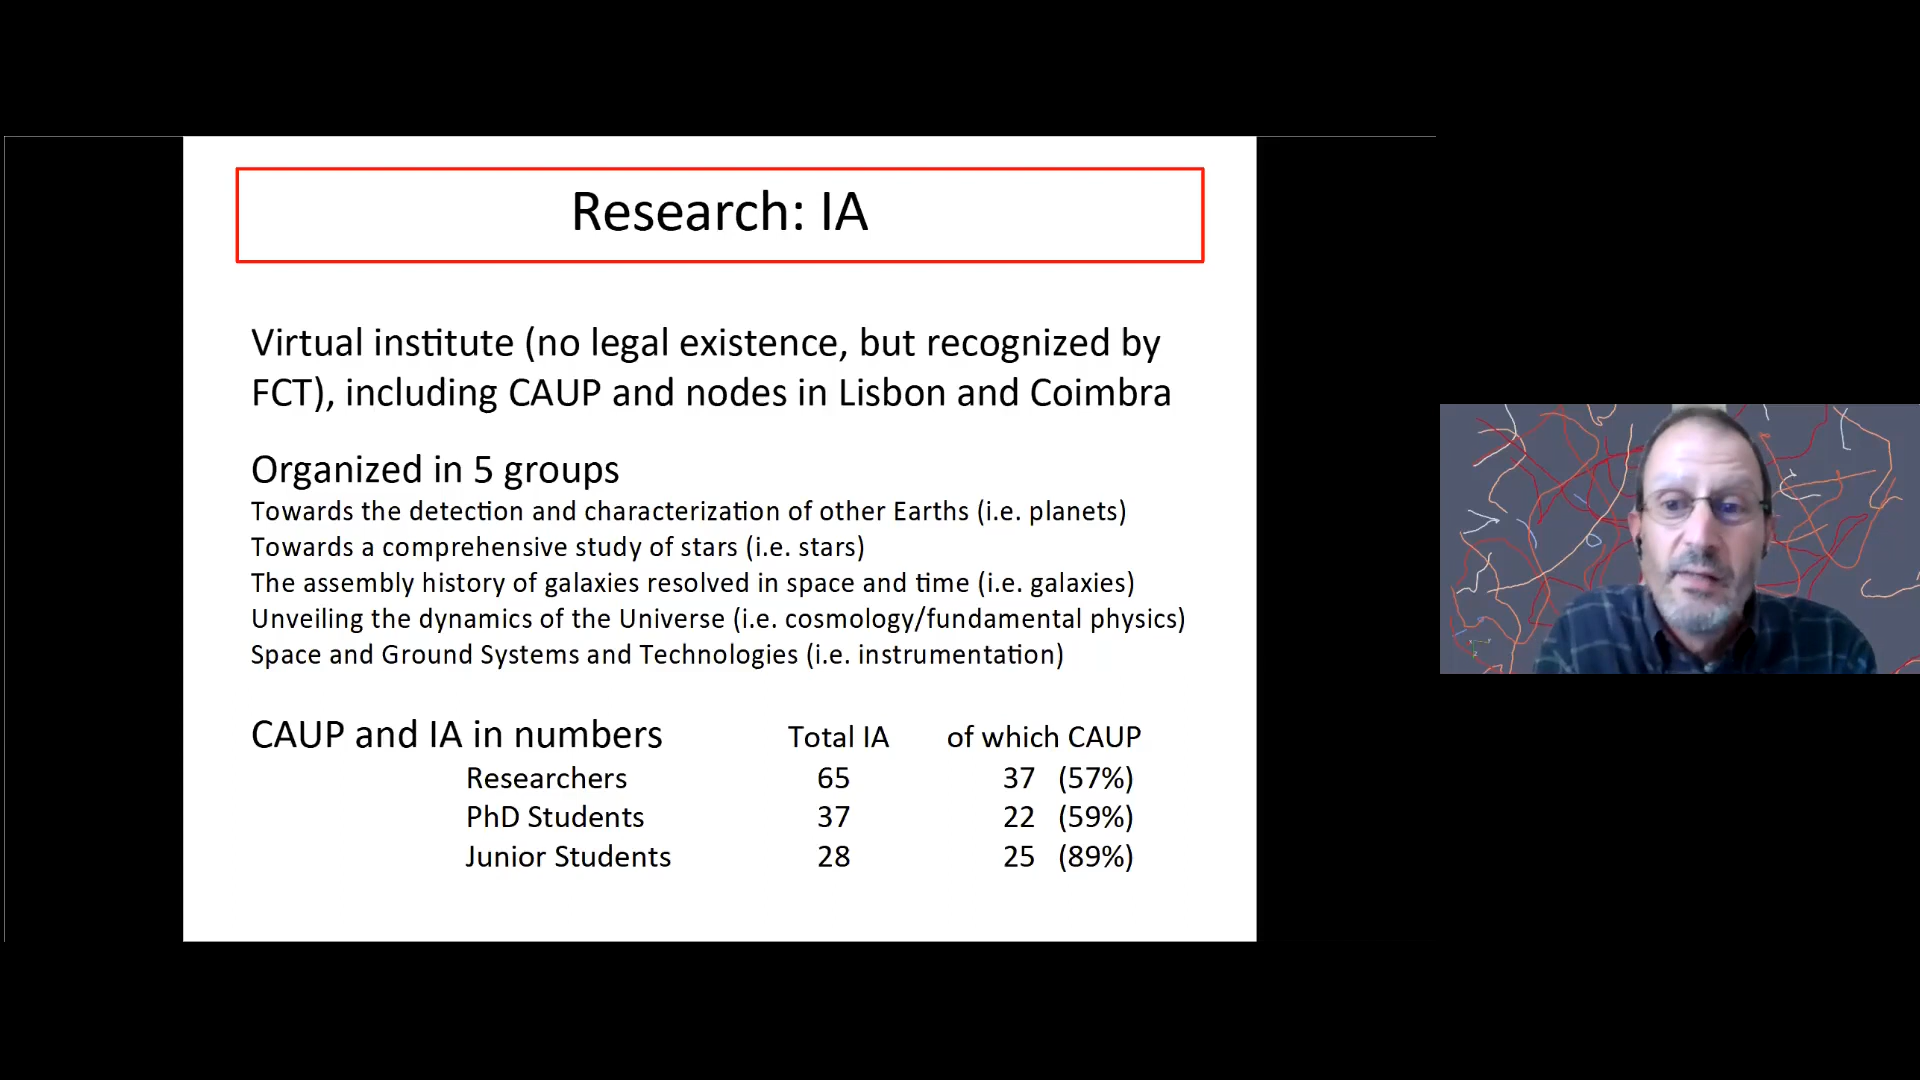 Research: IA
Virtual institute (no legal existence, but recognized by
FCT), including CAUP and nodes in Lisbon and Coimbra
Organized in 5 groups
Towards the detection and characterization of other Earths (i.e. planets)
Towards a comprehensive study of stars (i.e. stars)
The assembly history of galaxies resolved in space and time (i.e. galaxies)
Unveiling the dynamics of the Universe (i.e. cosmology/fundamental physics)
Space and Ground Systems and Technologies (i.e. instrumentation)
CAUP and IA in numbers Total IA of which CAUP
Researchers 65 37 (57%)
PhD Students 37 22 (59%)
Junior Students 28 25 (89%)